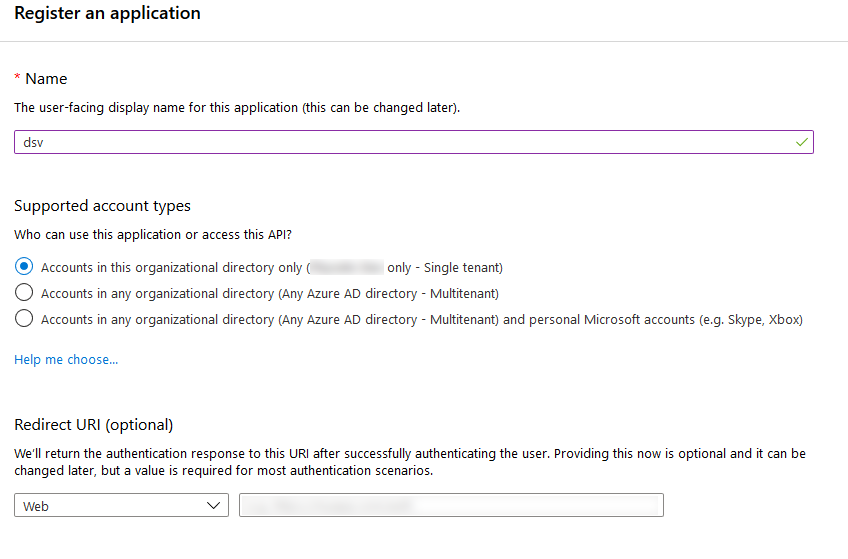 Register an application
* Name
The user-facing display name for this application (this can be changed later).
dsv
Supported account types
Who can use this application or access this API?
Accounts in this organizational directory only ( only - Single tenant)
Accounts in any organizational directory (Any Azure AD directory - Multitenant)
Accounts in any organizational directory (Any Azure AD directory - Multitenant) and personal Microsoft accounts (e.g. Skype, Xbox)
Help me choose...
Redirect URI (optional)
We'll return the authentication response to this URI after successfully authenticating the user. Providing this now is optional and it can be
changed later, but a value is required for most authentication scenarios.
Web